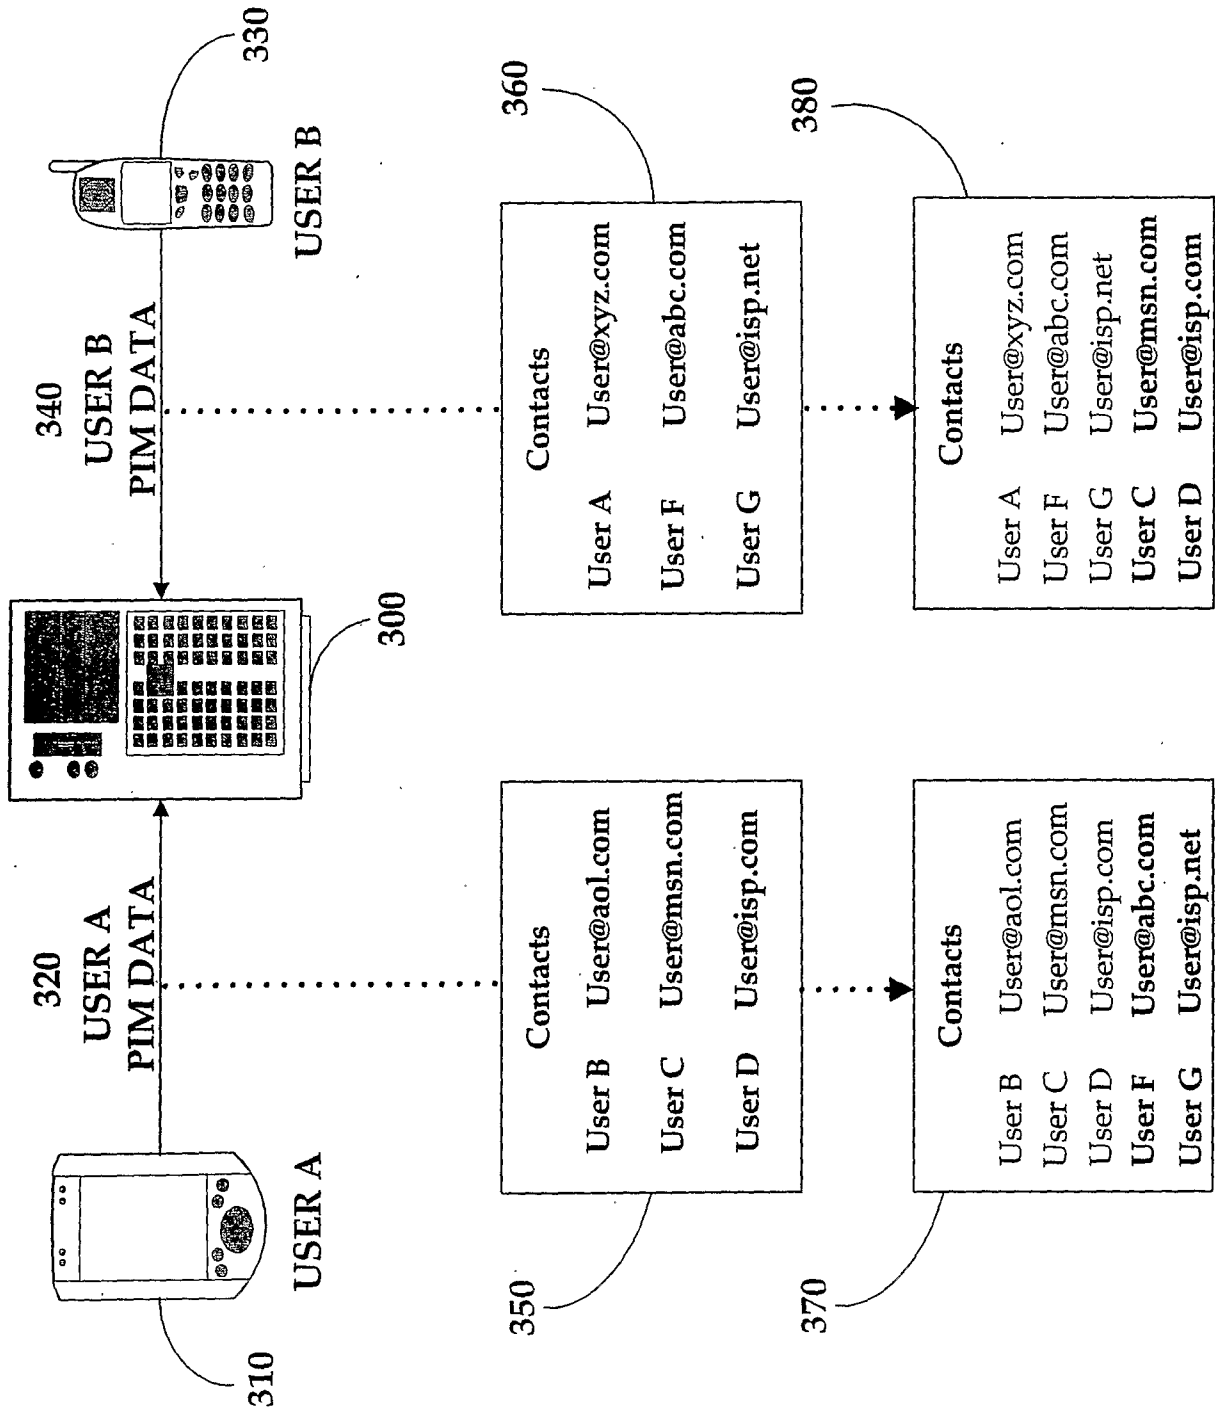 320
USER A
PIM DATA
340
USER B
PIM DATA
310
USER A
300
USER B
330
350
Contacts
User B User@aol.com
User C User@msn.com
User D User@isp.com
360
Contacts
User A User@xyz.com
User F User@abc.com
User G User@isp.net
370
Contacts
User B User@aol.com
User C User@msn.com
User D User@isp.com
User F User@abc.com
User G User@isp.net
380
Contacts
User A User@xyz.com
User F User@abc.com
User G User@isp.net
User C User@msn.com
User D User@isp.com